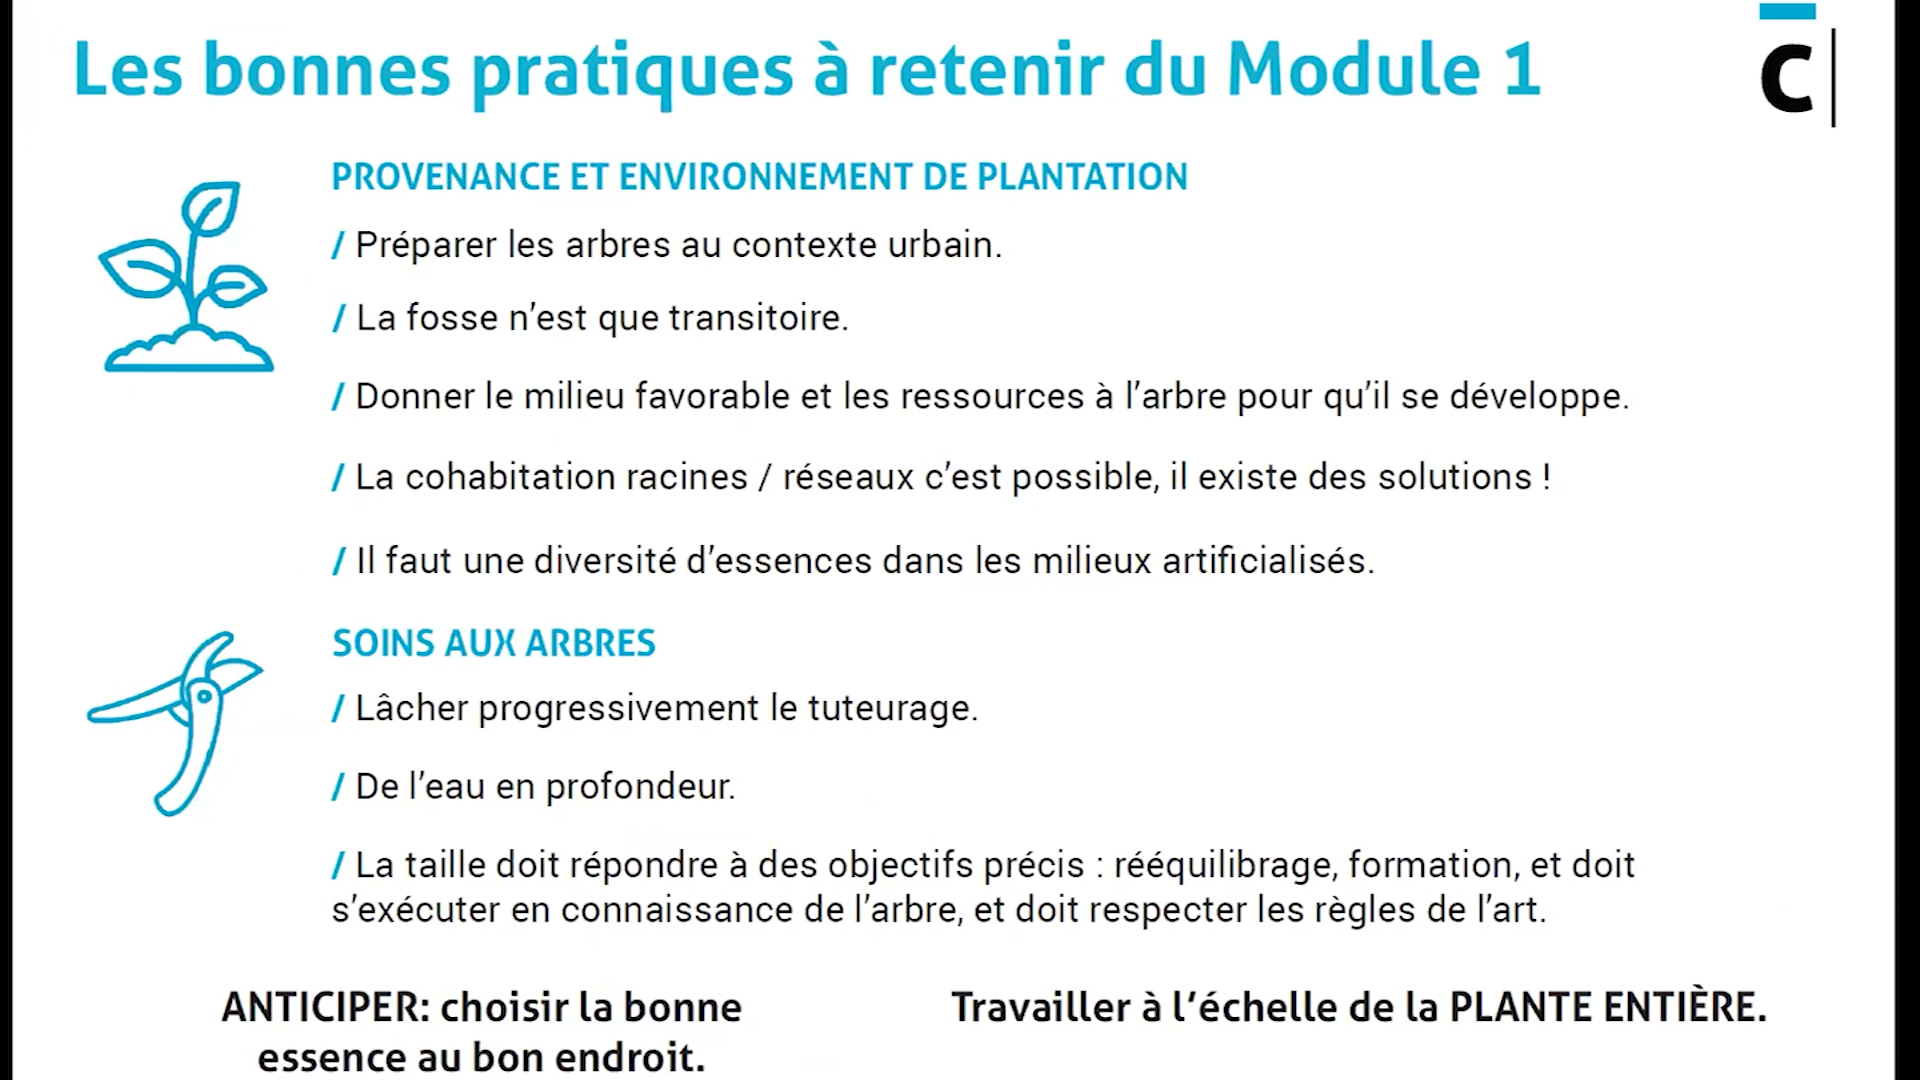 Les bonnes pratiques à retenir du Module 1
C
PROVENANCE ET ENVIRONNEMENT DE PLANTATION
/ Préparer les arbres au contexte urbain.
/ La fosse n’est que transitoire.
/ Donner le milieu favorable et les ressources à l’arbre pour qu’il se développe.
/ La cohabitation racines / réseaux c’est possible, il existe des solutions !
/ Il faut une diversité d’essences dans les milieux artificialisés.
SOINS AUX ARBRES
/ Lâcher progressivement le tuteurage.
/ De l’eau en profondeur.
/ La taille doit répondre à des objectifs précis : rééquilibrage, formation, et doit
s’exécuter en connaissance de l’arbre, et doit respecter les règles de l’art.
ANTICIPER: choisir la bonne
essence au bon endroit.
Travailler à l’échelle de la PLANTE ENTIÈRE.